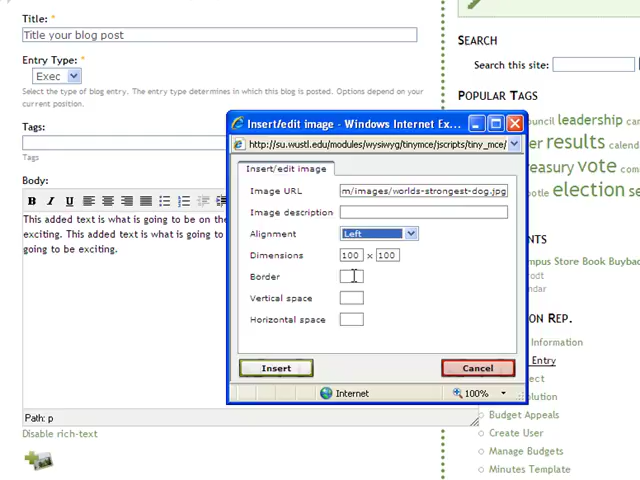 Title: *
Title your blog post
Entry Type: *
Exec
Select the type of blog entry. The entry type determines in which this blog is posted. Options depend on your
current position.
Tags:
Tags
Body:
B I U
This added text is what is going to be on the
exciting. This added text is what is going to
going to be exciting.
Path: p
Disable rich-text
Insert/edit image - Windows Internet Ex...
http://su.wustl.edu/modules/wysiwyg/tinymce/jscripts/tiny_mce/
Insert/edit image
Image URL m/images/worlds-strongest-dog.jpg
Image description
Alignment Left
Dimensions 100 x 100
Border
Vertical space
Horizontal space
Insert Cancel
Internet 100%
Search
Search this site:
Popular Tags
ouncil leadership
results
reasury vote
election
mpus Store Book Buyback
ndar
on Rep.
Information
Entry
Budget Appeals
Create User
Manage Budgets
Minutes Template